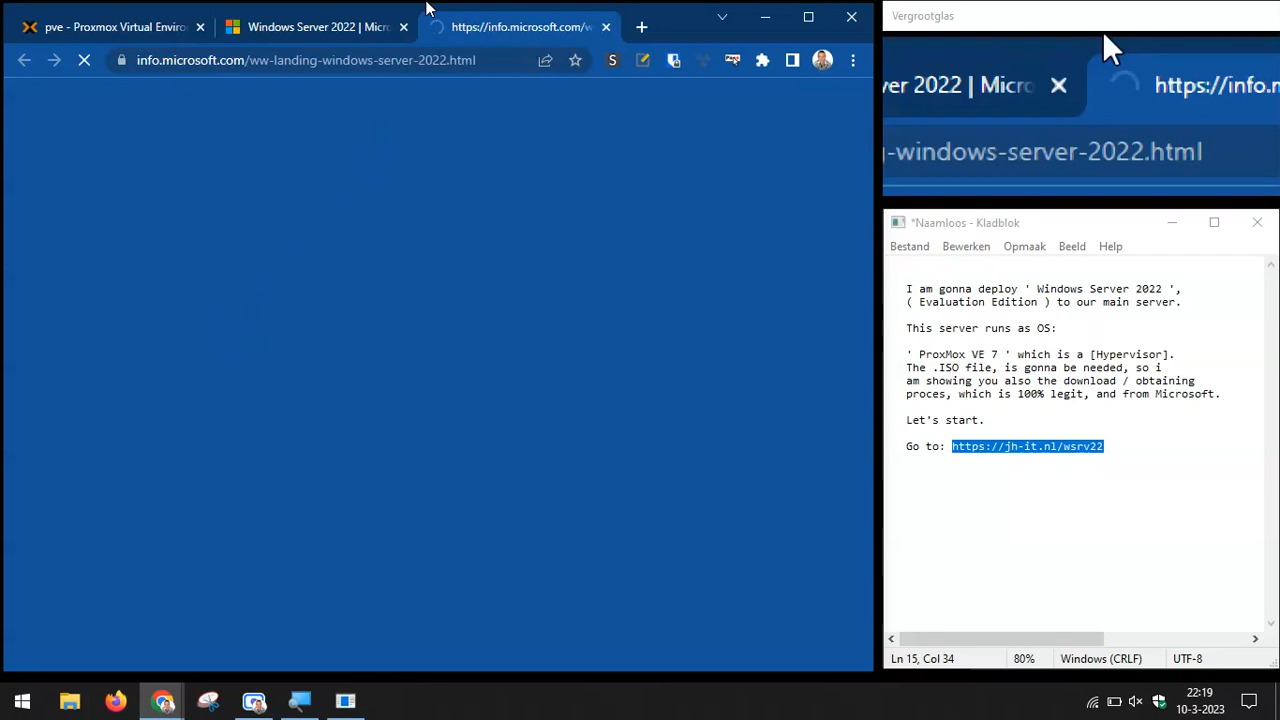 pve - Proxmox Virtual Enviro
Windows Server 2022 | Micro
https://info.microsoft.com/w
info.microsoft.com/ww-landing-windows-server-2022.html
Vergrootglas
ver 2022 | Micro
https://info.
-windows-server-2022.html
*Naamloos - Kladblok
Bestand Bewerken Opmaak Beeld Help
I am gonna deploy ' Windows Server 2022 ',
( Evaluation Edition ) to our main server.
This server runs as OS:
' ProxMox VE 7 ' which is a [Hypervisor].
The .ISO file, is gonna be needed, so i
am showing you also the download / obtaining
proces, which is 100% legit, and from Microsoft.
Let's start.
Go to: https://jh-it.nl/wsrv22
Ln 15, Col 34 80% Windows (CRLF) UTF-8
22:19
10-3-2023